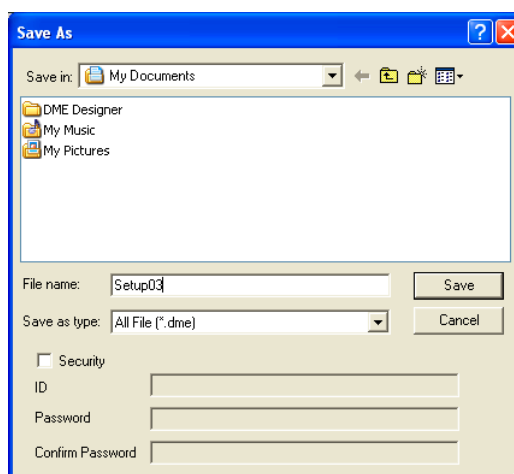 Save As
Save in: My Documents
DME Designer
My Music
My Pictures
File name: Setup03 Save
Save as type: All File (*.dme) Cancel
Security
ID
Password
Confirm Password